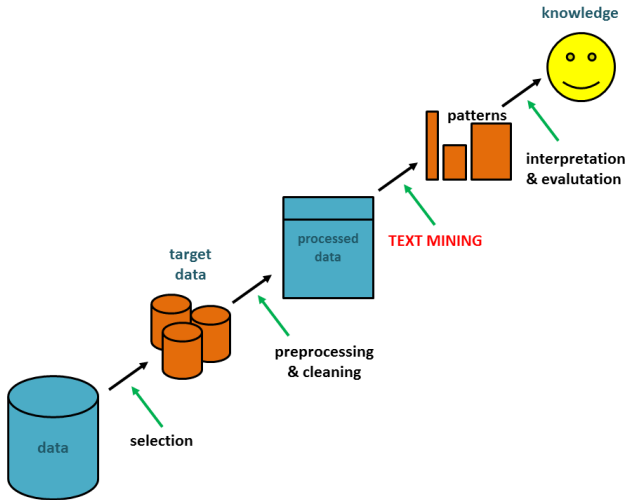 knowledge
patterns
interpretation
& evalutation
processed
data
TEXT MINING
target
data
preprocessing
& cleaning
data
selection